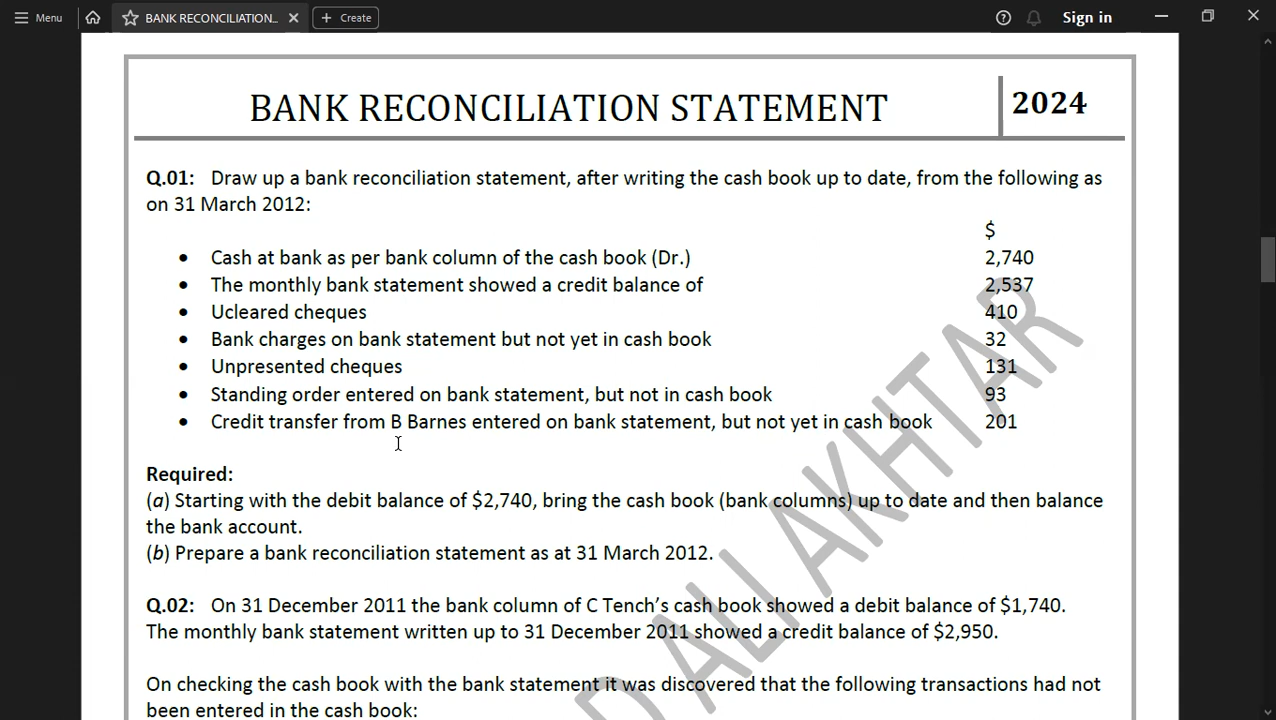 Menu
BANK RECONCILIATION...
Create
Sign in
BANK RECONCILIATION STATEMENT
2024
Q.01: Draw up a bank reconciliation statement, after writing the cash book up to date, from the following as
on 31 March 2012:
$
• Cash at bank as per bank column of the cash book (Dr.) 2,740
• The monthly bank statement showed a credit balance of 2,537
• Ucleared cheques 410
• Bank charges on bank statement but not yet in cash book 32
• Unpresented cheques 131
• Standing order entered on bank statement, but not in cash book 93
• Credit transfer from B Barnes entered on bank statement, but not yet in cash book 201
Required:
(a) Starting with the debit balance of $2,740, bring the cash book (bank columns) up to date and then balance
the bank account.
(b) Prepare a bank reconciliation statement as at 31 March 2012.
Q.02: On 31 December 2011 the bank column of C Tench's cash book showed a debit balance of $1,740.
The monthly bank statement written up to 31 December 2011 showed a credit balance of $2,950.
On checking the cash book with the bank statement it was discovered that the following transactions had not
been entered in the cash book:
D ALI AKHTAR